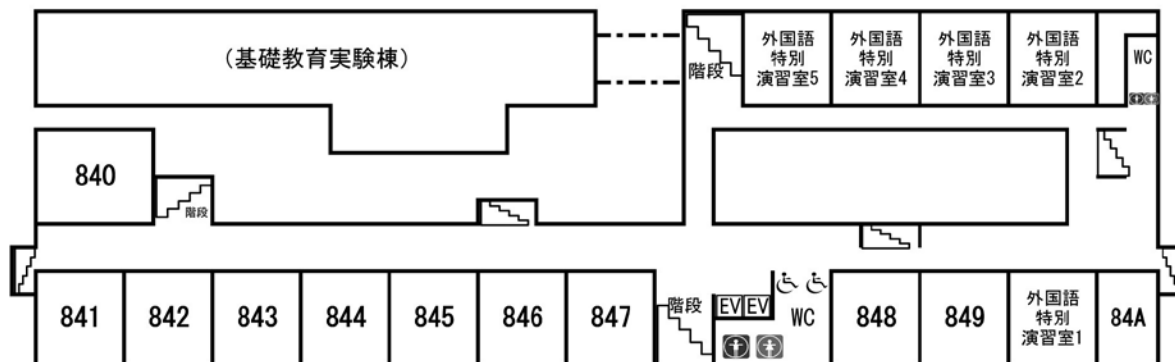 (基礎教育実験棟)
階段
外国語
特別
演習室5
外国語
特別
演習室4
外国語
特別
演習室3
外国語
特別
演習室2
WC
840
階段
841
842
843
844
845
846
847
階段
EV EV
WC
848
849
外国語
特別
演習室1
84A